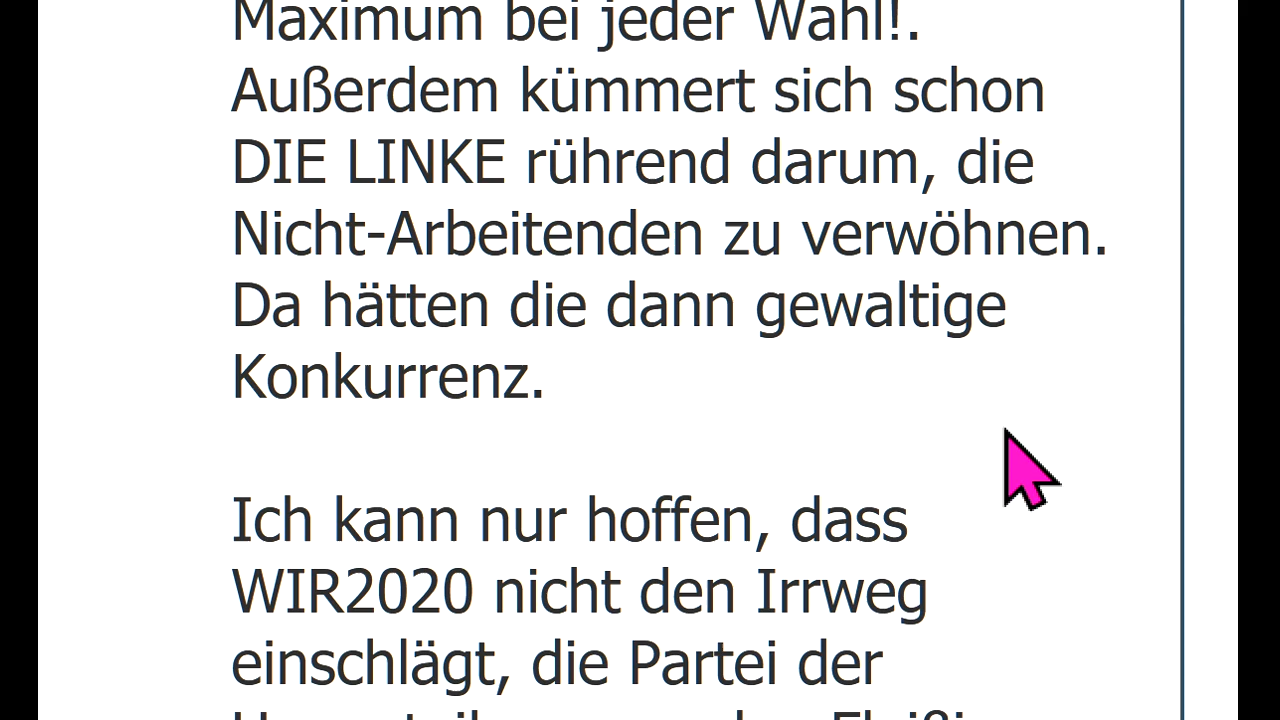 Maximum bei jeder Wahl!.
Außerdem kümmert sich schon
DIE LINKE rührend darum, die
Nicht-Arbeitenden zu verwöhnen.
Da hätten die dann gewaltige
Konkurrenz.
Ich kann nur hoffen, dass
WIR2020 nicht den Irrweg
einschlägt, die Partei der